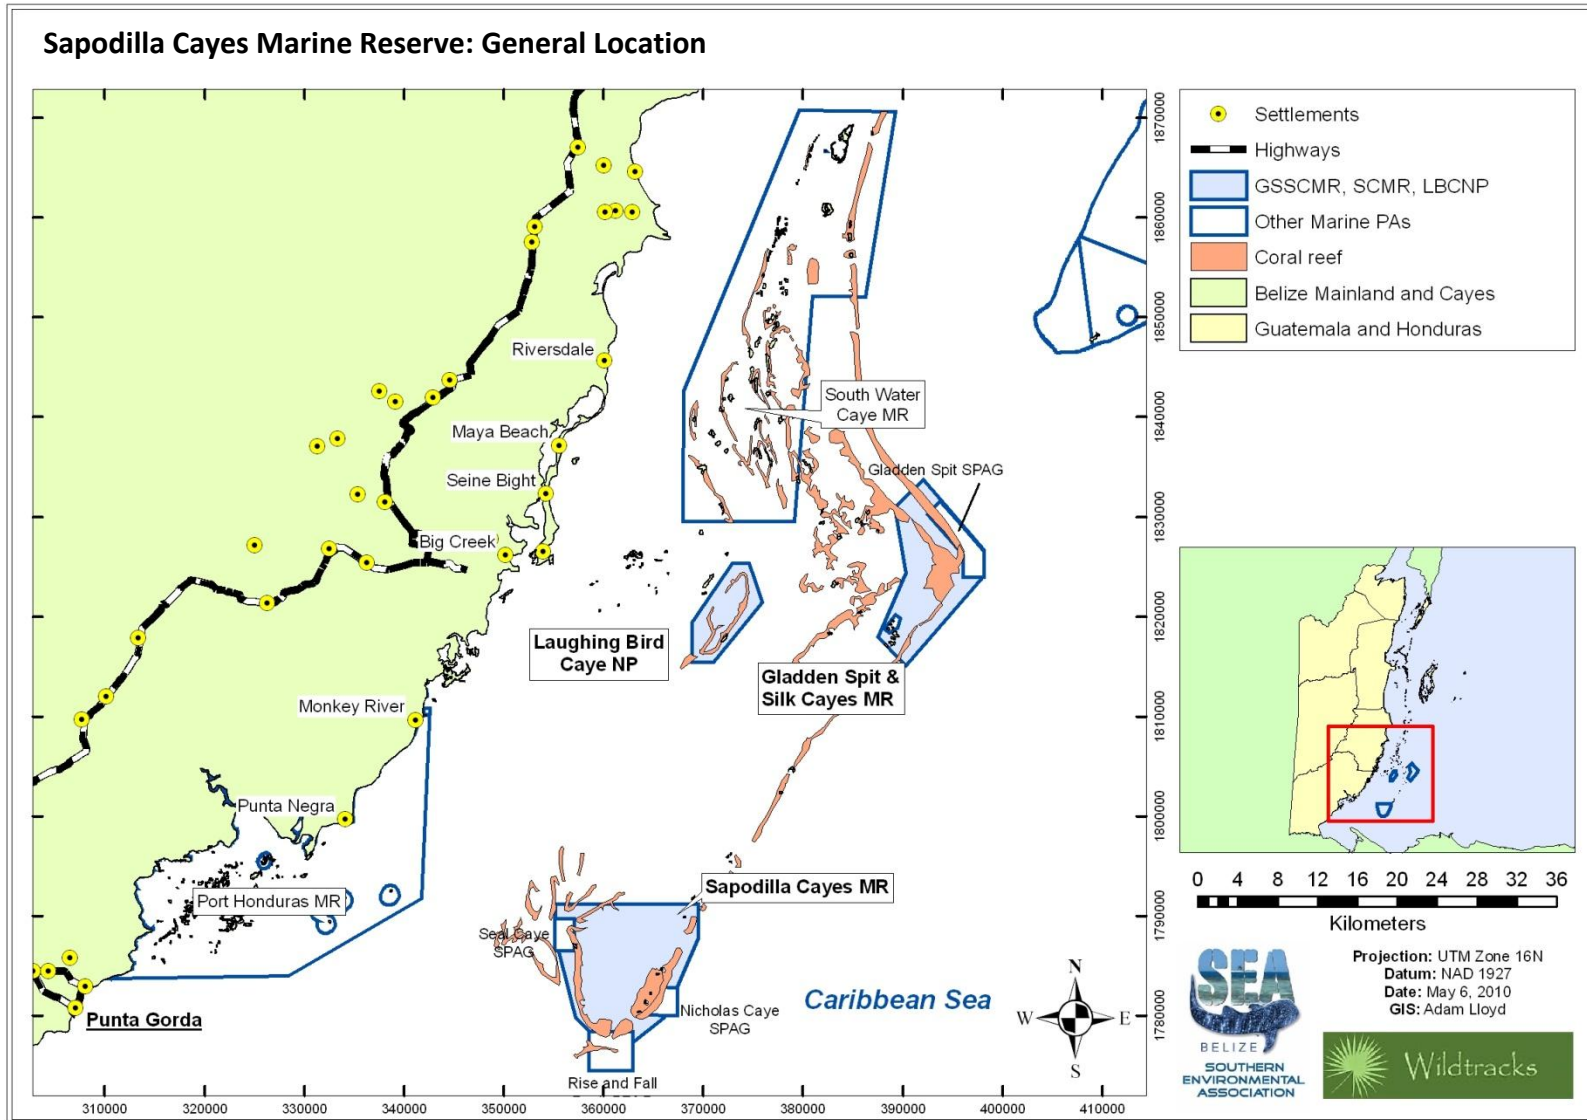 Sapodilla Cayes Marine Reserve: General Location
Settlements
Highways
GSSCMR, SCMR, LBCNP
Other Marine PAs
Coral reef
Belize Mainland and Cayes
Guatemala and Honduras
Riversdale
South Water
Caye MR
Maya Beach
Gladden Spit SPAG
Seine Bight
Big Creek
Laughing Bird
Caye NP
Gladden Spit &
Silk Cayes MR
Monkey River
Punta Negra
Port Honduras MR
Sapodilla Cayes MR
Seal Caye
SPAG
Nicholas Caye
SPAG
Punta Gorda
Caribbean Sea
Rise and Fall
N
W
E
S
310000
320000
330000
340000
350000
360000
370000
380000
390000
400000
410000
1870000
1860000
1850000
1840000
1830000
1820000
1810000
1800000
1790000
1780000
0 4 8 12 16 20 24 28 32 36
Kilometers
SEA
BELIZE
SOUTHERN
ENVIRONMENTAL
ASSOCIATION
Projection: UTM Zone 16N
Datum: NAD 1927
Date: May 6, 2010
GIS: Adam Lloyd
Wildtracks